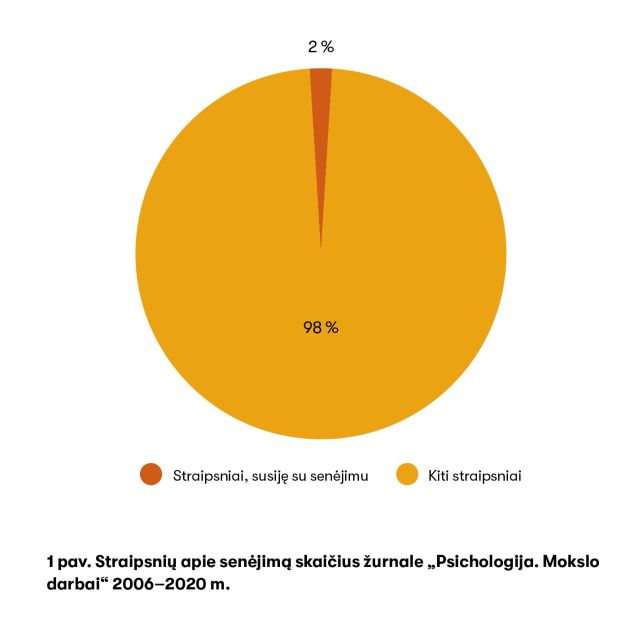 2 %
98 %
Straipsniai, susiję su senėjimu
Kiti straipsniai
1 pav. Straipsnių apie senėjimą skaičius žurnale „Psichologija. Mokslo
darbai“ 2006–2020 m.